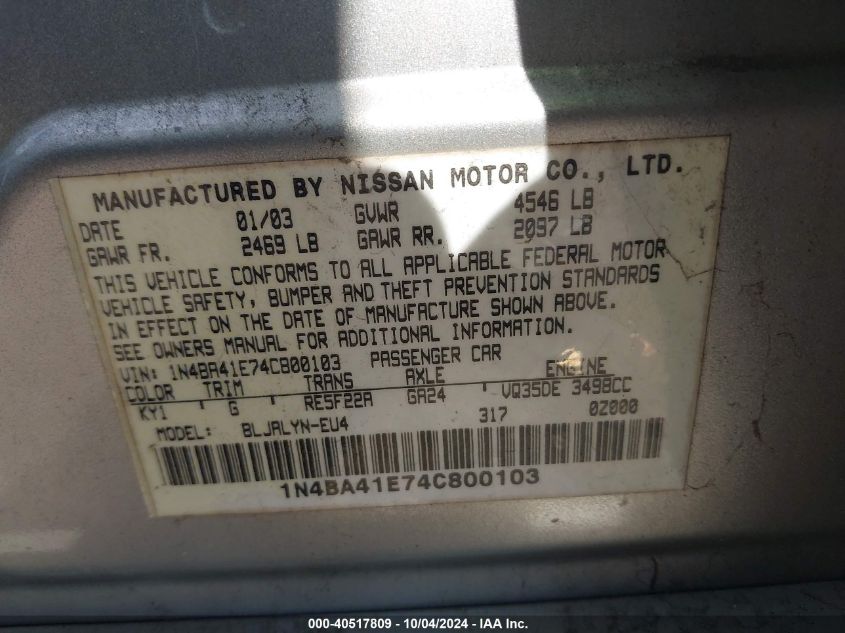 MANUFACTURED BY NISSAN MOTOR CO., LTD.
DATE 01/03 GVWR 4546 LB
GAWR FR. 2469 LB GAWR RR. 2097 LB
THIS VEHICLE CONFORMS TO ALL APPLICABLE FEDERAL MOTOR
VEHICLE SAFETY, BUMPER AND THEFT PREVENTION STANDARDS
IN EFFECT ON THE DATE OF MANUFACTURE SHOWN ABOVE.
SEE OWNERS MANUAL FOR ADDITIONAL INFORMATION.
VIN: 1N4BA41E74C800103 PASSENGER CAR
COLOR TRIM TRANS AXLE ENGINE
KY1 G RE5F22A GA24 VQ35DE 3498CC
MODEL: BLJALYN-EU4 317 0Z000
1N4BA41E74C800103
000-40517809 - 10/04/2024 - IAA Inc.